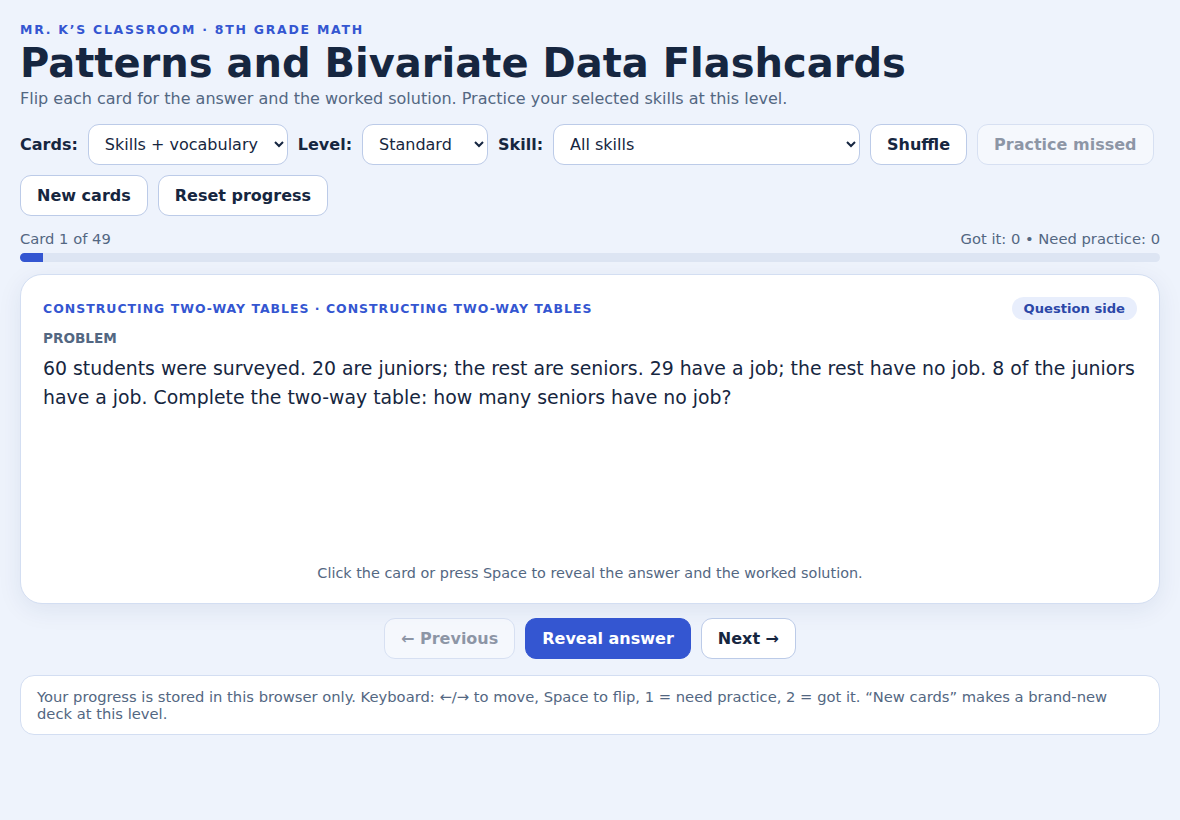 MR. K’S CLASSROOM · 8TH GRADE MATH
Patterns and Bivariate Data Flashcards
Flip each card for the answer and the worked solution. Practice your selected skills at this level.
Cards: Skills + vocabulary Level: Standard Skill: All skills Shuffle Practice missed
New cards Reset progress
Card 1 of 49 Got it: 0 • Need practice: 0
CONSTRUCTING TWO-WAY TABLES · CONSTRUCTING TWO-WAY TABLES Question side
PROBLEM
60 students were surveyed. 20 are juniors; the rest are seniors. 29 have a job; the rest have no job. 8 of the juniors
have a job. Complete the two-way table: how many seniors have no job?
Click the card or press Space to reveal the answer and the worked solution.
← Previous Reveal answer Next →
Your progress is stored in this browser only. Keyboard: ←/→ to move, Space to flip, 1 = need practice, 2 = got it. “New cards” makes a brand-new
deck at this level.